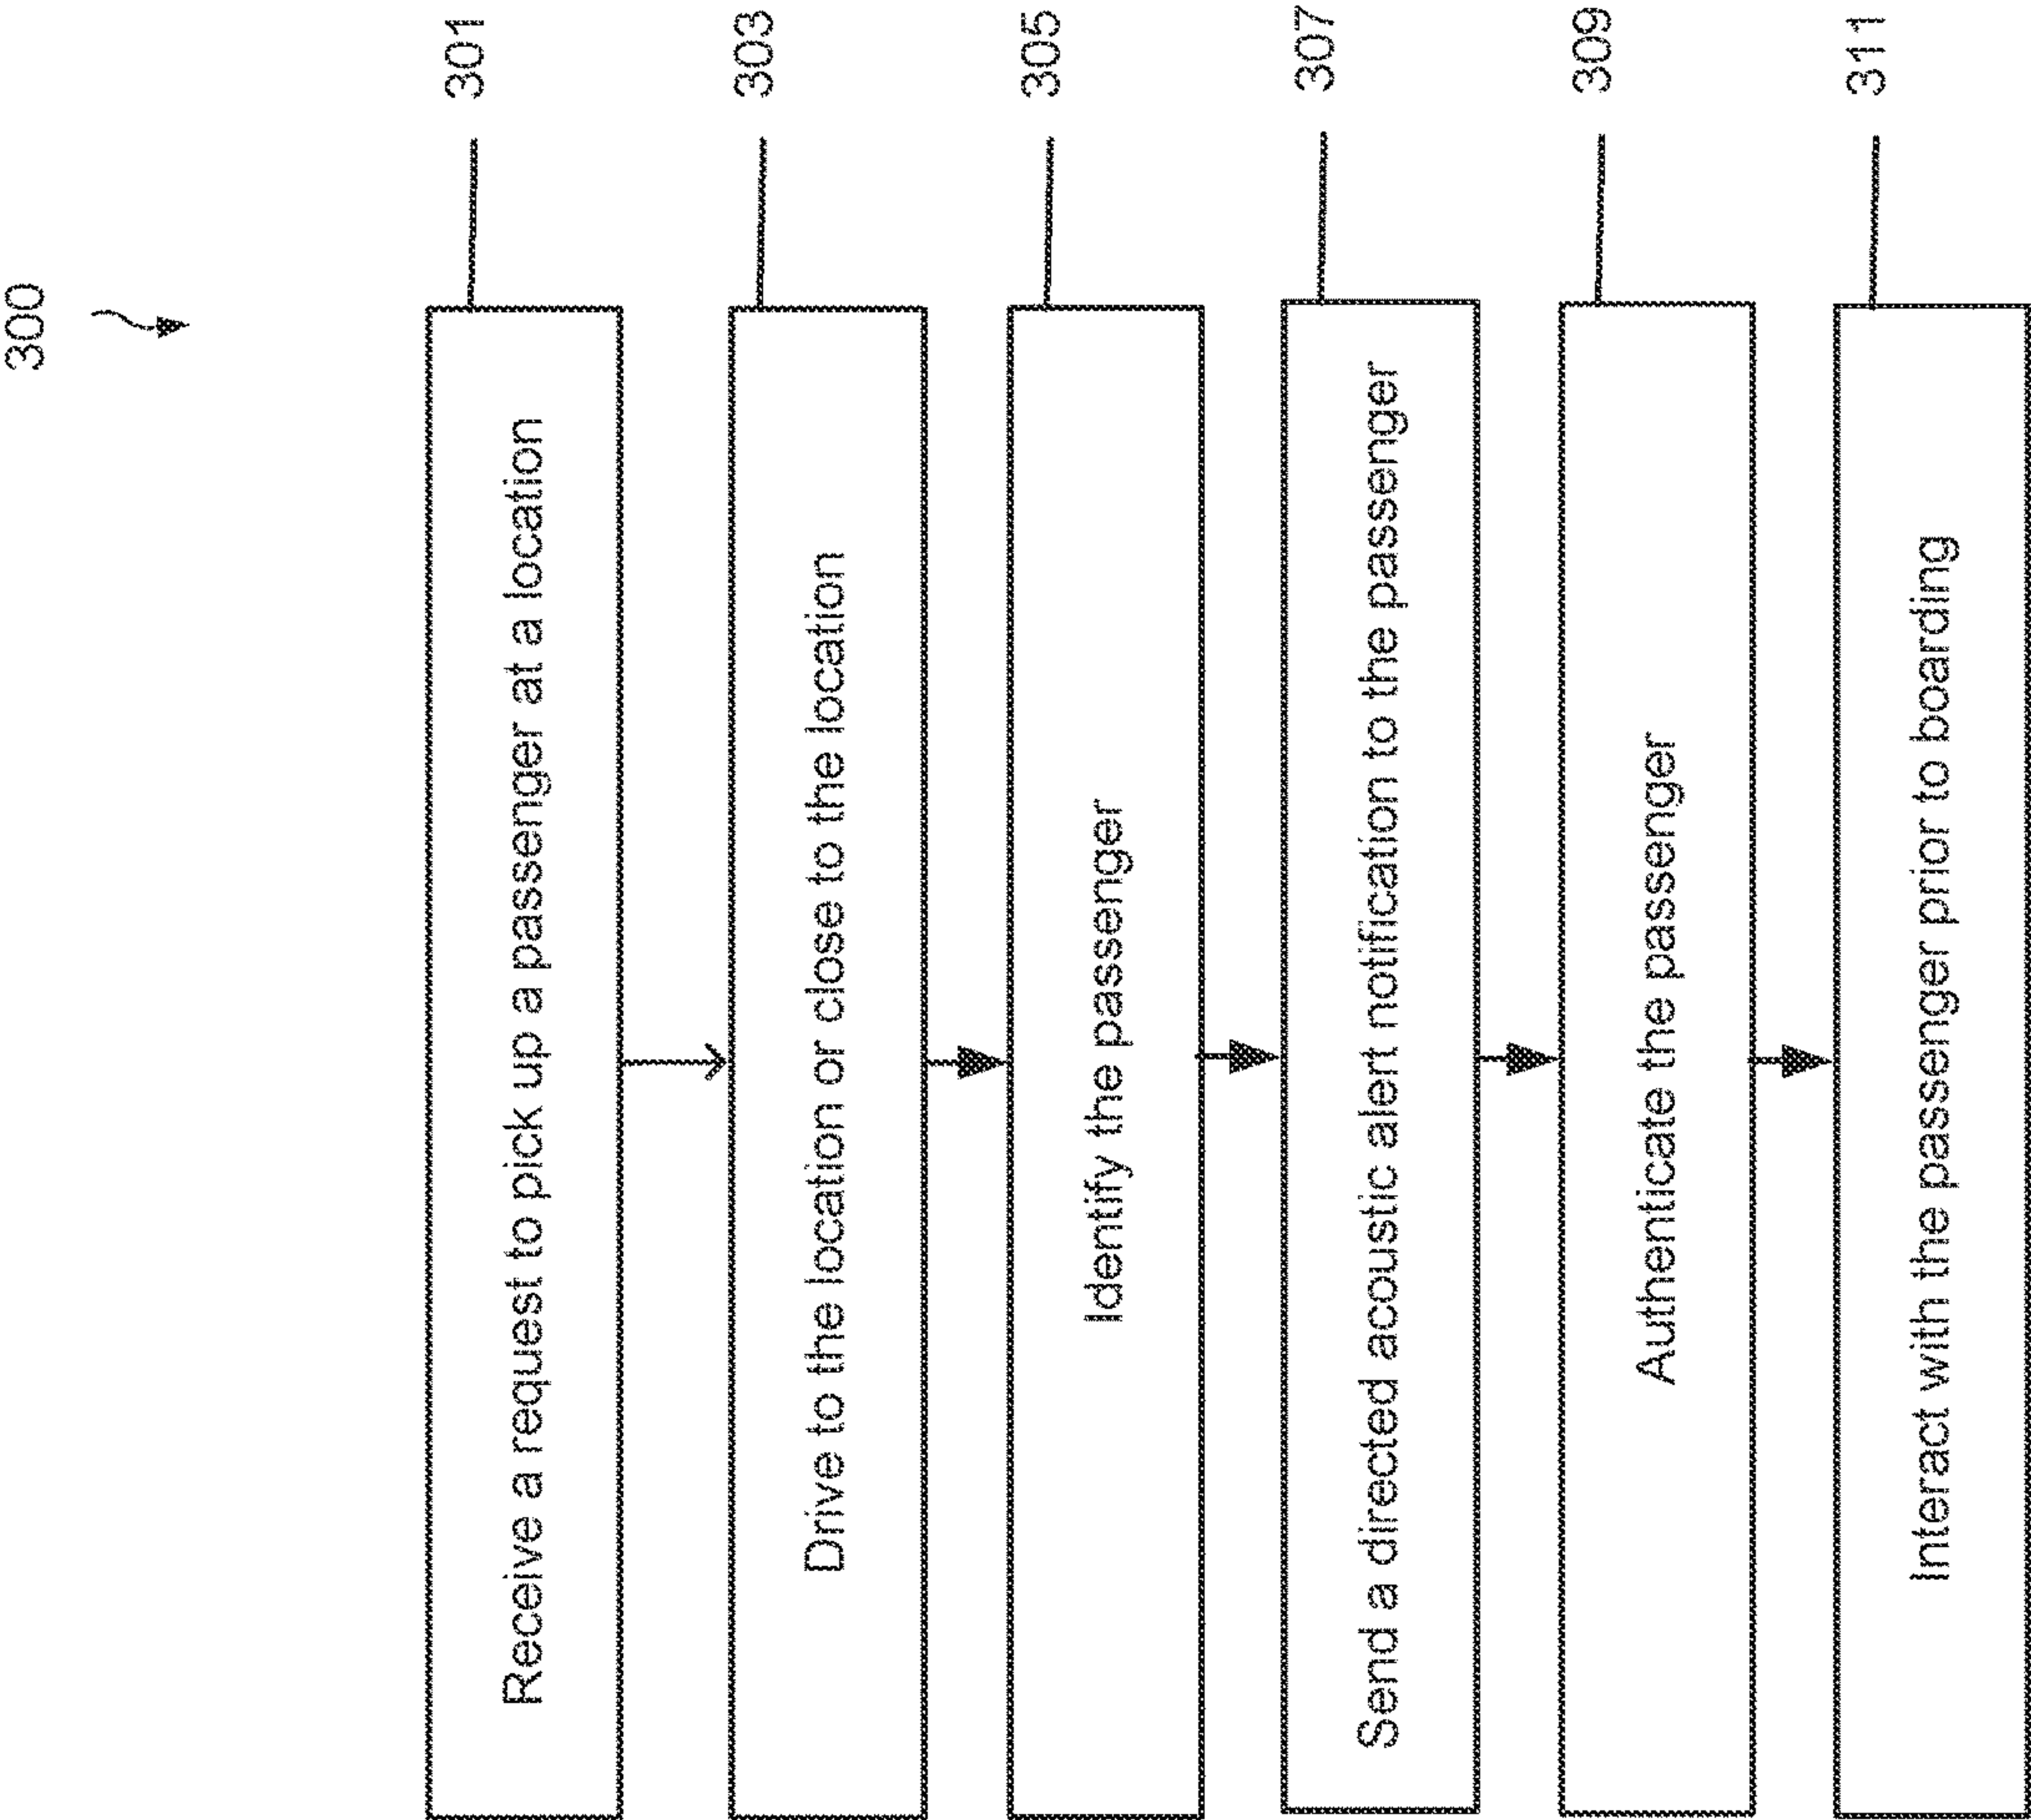 300
Receive a request to pick up a passenger at a location
301
Drive to the location or close to the location
303
Identify the passenger
305
Send a directed acoustic alert notification to the passenger
307
Authenticate the passenger
309
Interact with the passenger prior to boarding
311